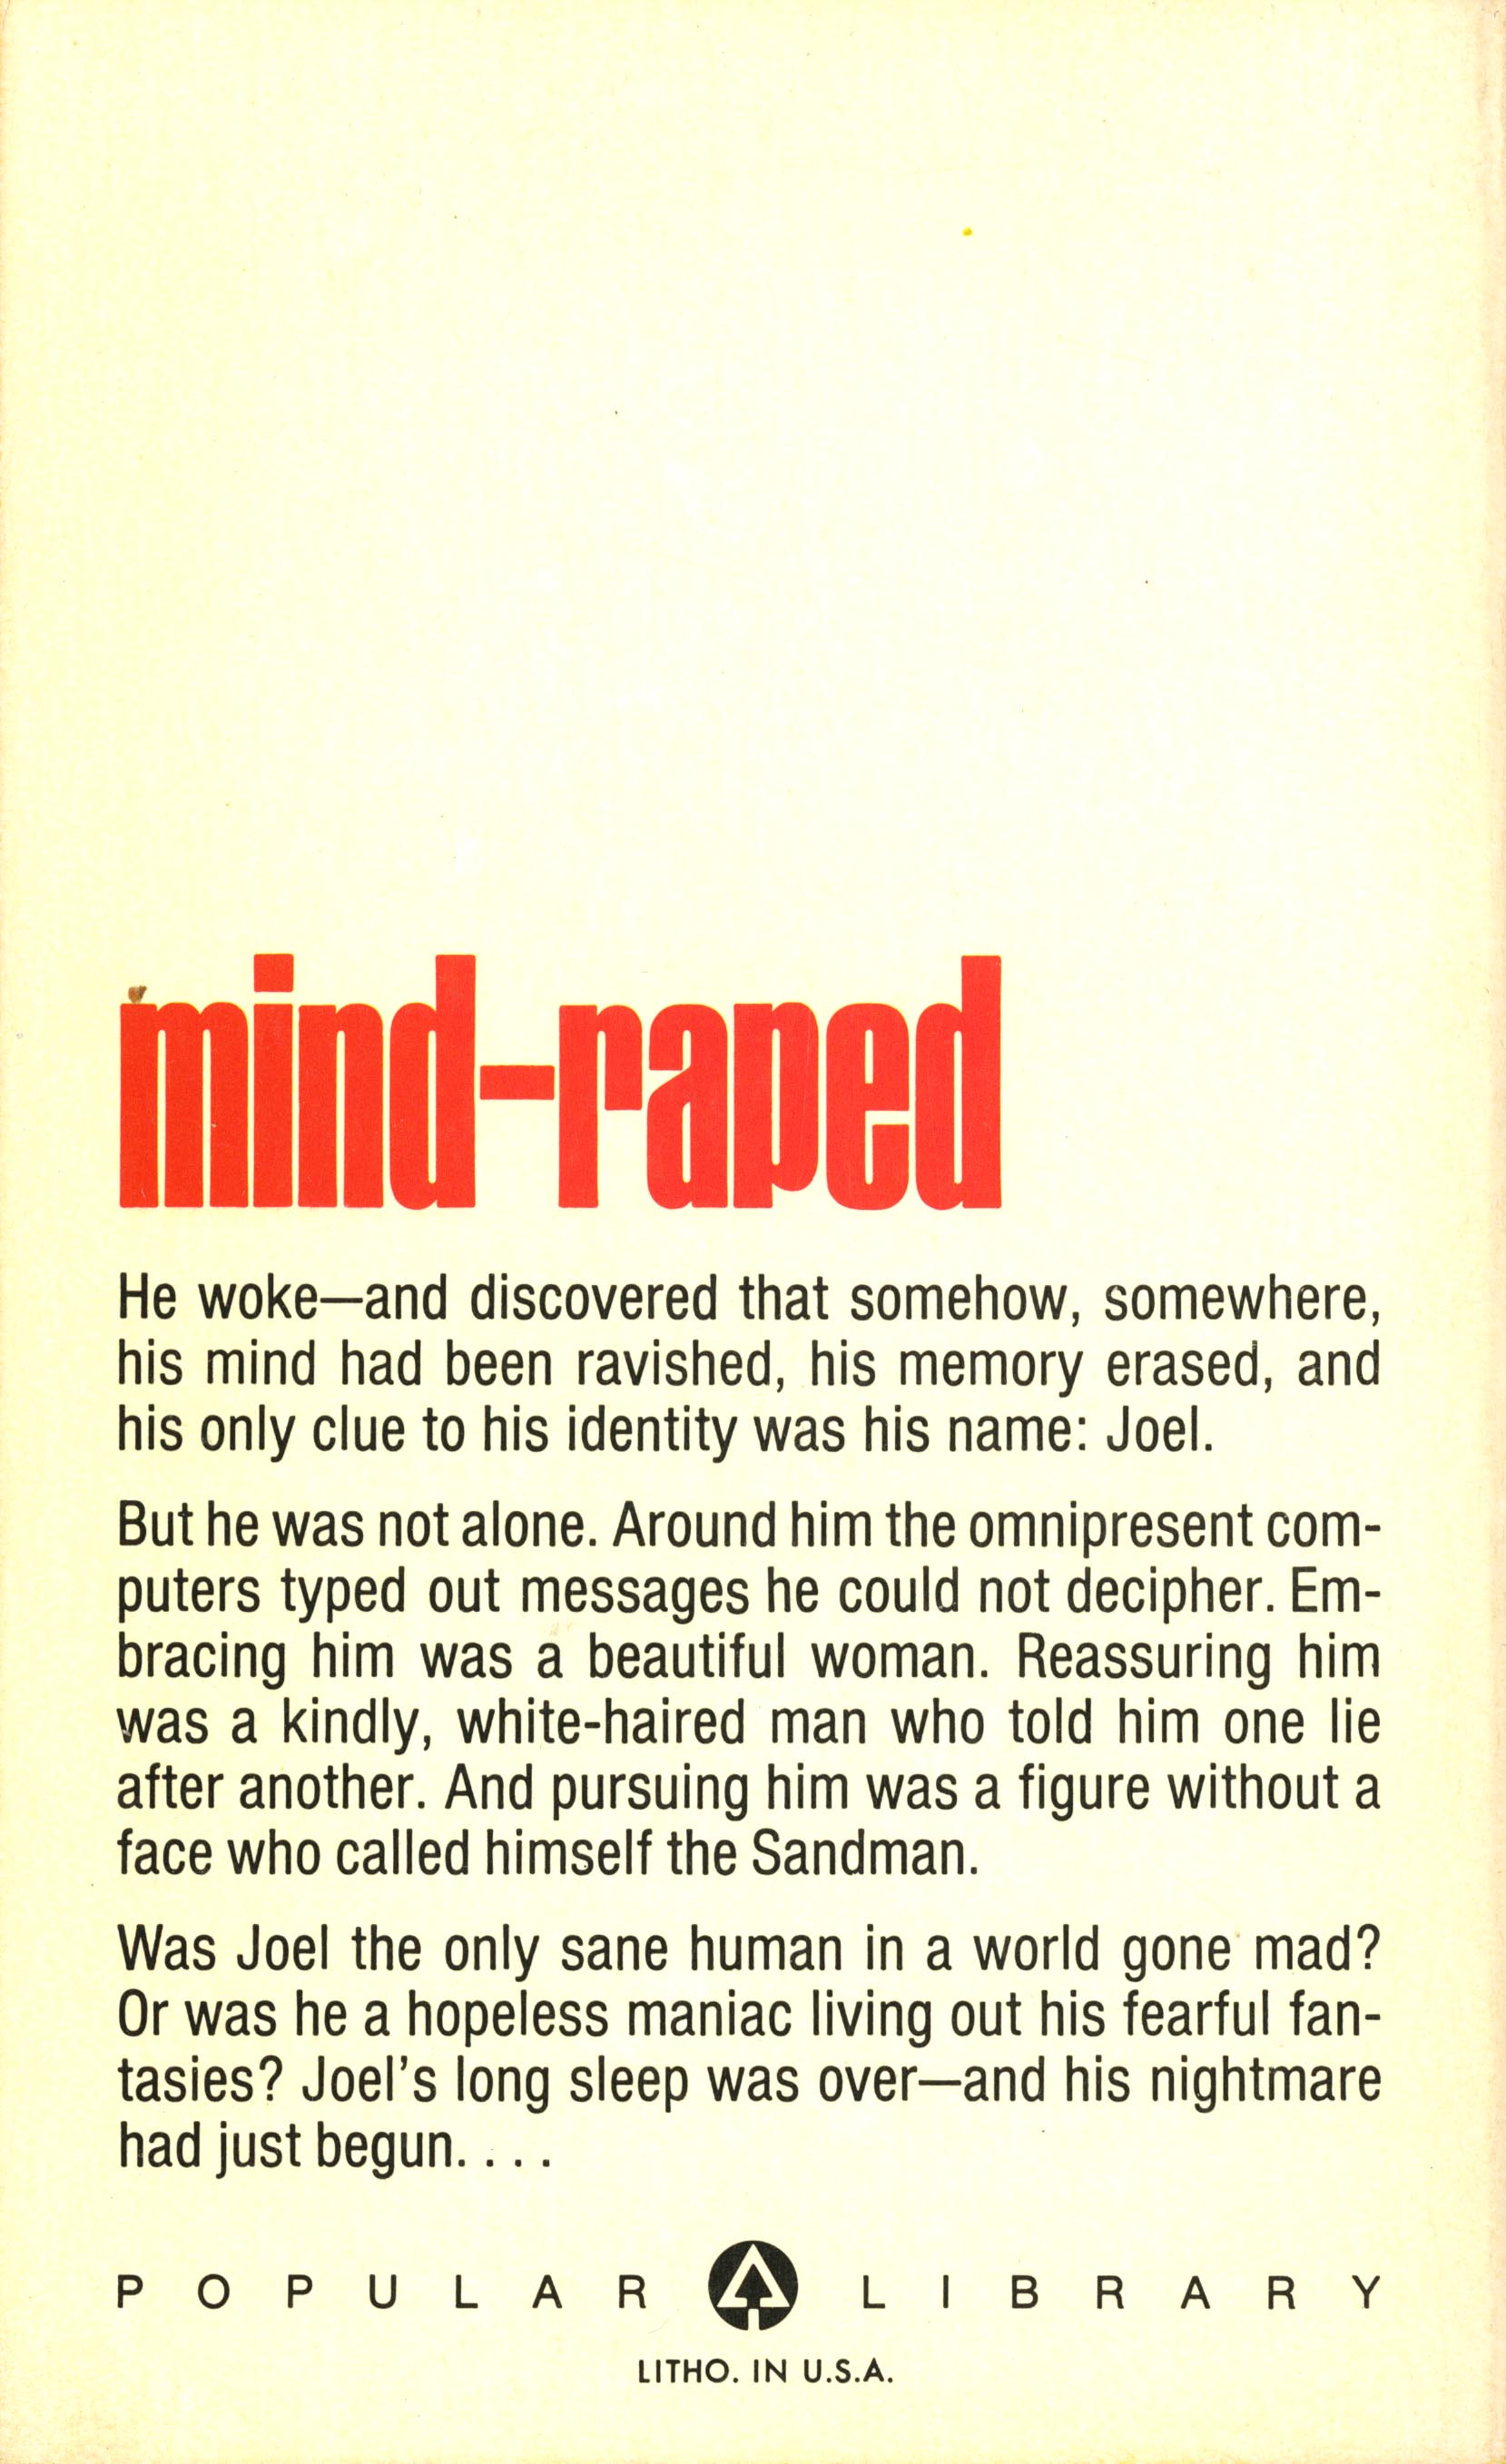 mind-raped
He woke—and discovered that somehow, somewhere,
his mind had been ravished, his memory erased, and
his only clue to his identity was his name: Joel.
But he was not alone. Around him the omnipresent com-
puters typed out messages he could not decipher. Em-
bracing him was a beautiful woman. Reassuring him
was a kindly, white-haired man who told him one lie
after another. And pursuing him was a figure without a
face who called himself the Sandman.
Was Joel the only sane human in a world gone mad?
Or was he a hopeless maniac living out his fearful fan-
tasies? Joel's long sleep was over—and his nightmare
had just begun. . . .
POPULAR LIBRARY
LITHO. IN U.S.A.